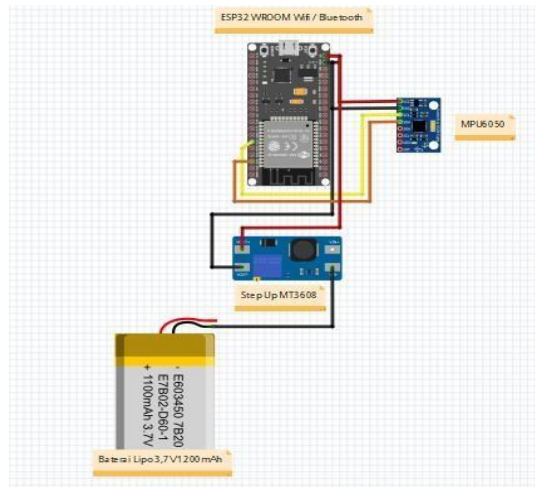 ESP32 WROOM Wifi / Bluetooth
MPU6050
Step Up MT3608
- E603450 7B20
E7B02-D60-1
+ 1100mAh 3.7V
Baterai Lipo 3,7V 1200 mAh